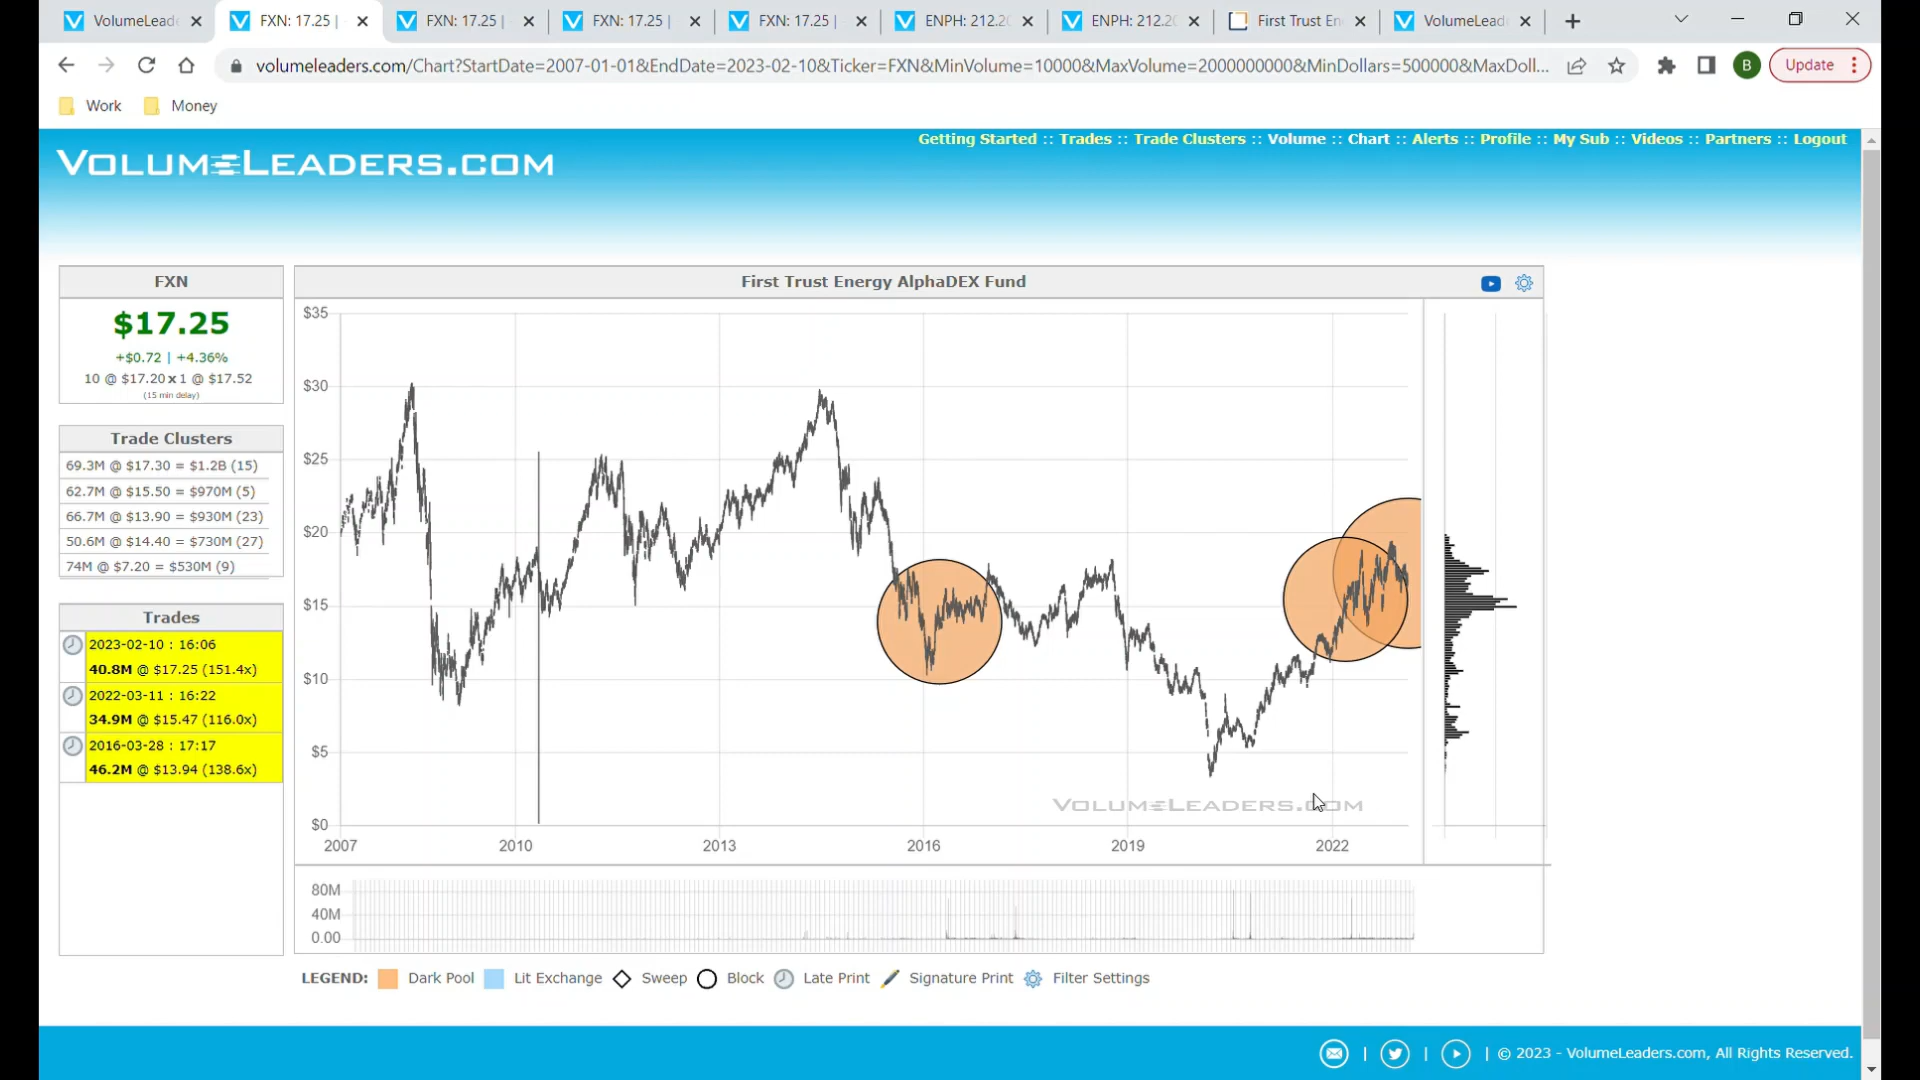 VolumeLead
FXN: 17.25 |
FXN: 17.25 |
FXN: 17.25 |
FXN: 17.25 |
ENPH: 212.20
ENPH: 212.20
First Trust En
VolumeLead
volumeleaders.com/Chart?StartDate=2007-01-01&EndDate=2023-02-10&Ticker=FXN&MinVolume=10000&MaxVolume=2000000000&MinDollars=500000&MaxDoll...
B
Update
Work
Money
Getting Started :: Trades :: Trade Clusters :: Volume :: Chart :: Alerts :: Profile :: My Sub :: Videos :: Partners :: Logout
VOLUMELEADERS.COM
FXN
$17.25
+$0.72 | +4.36%
10 @ $17.20 x 1 @ $17.52
(15 min delay)
Trade Clusters
69.3M @ $17.30 = $1.2B (15)
62.7M @ $15.50 = $970M (5)
66.7M @ $13.90 = $930M (23)
50.6M @ $14.40 = $730M (27)
74M @ $7.20 = $530M (9)
Trades
2023-02-10 : 16:06
40.8M @ $17.25 (151.4x)
2022-03-11 : 16:22
34.9M @ $15.47 (116.0x)
2016-03-28 : 17:17
46.2M @ $13.94 (138.6x)
First Trust Energy AlphaDEX Fund
$35
$30
$25
$20
$15
$10
$5
$0
VOLUMELEADERS.COM
2007 2010 2013 2016 2019 2022
80M
40M
0.00
LEGEND: Dark Pool Lit Exchange Sweep Block Late Print Signature Print Filter Settings
| | | © 2023 - VolumeLeaders.com, All Rights Reserved.